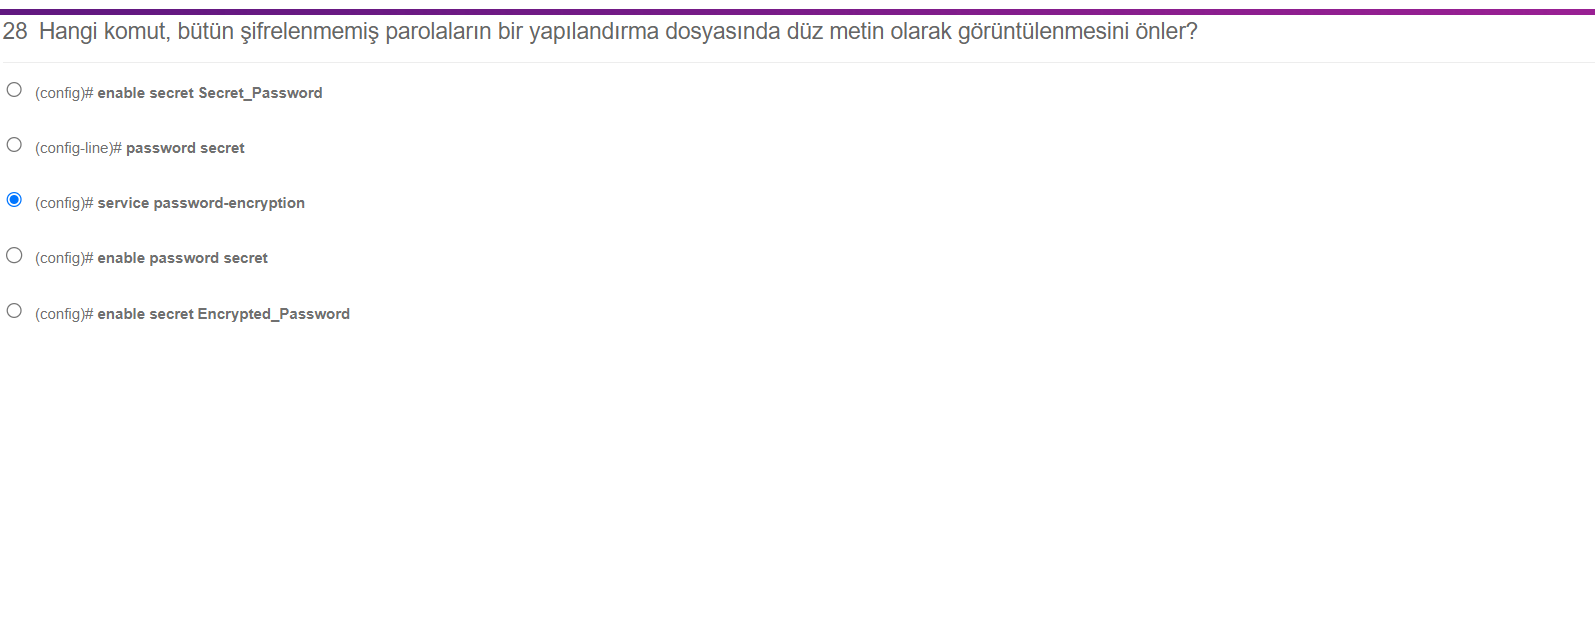 28 Hangi komut, bütün şifrelenmemiş parolaların bir yapılandırma dosyasında düz metin olarak görüntülenmesini önler?
(config)# enable secret Secret_Password
(config-line)# password secret
(config)# service password-encryption
(config)# enable password secret
(config)# enable secret Encrypted_Password